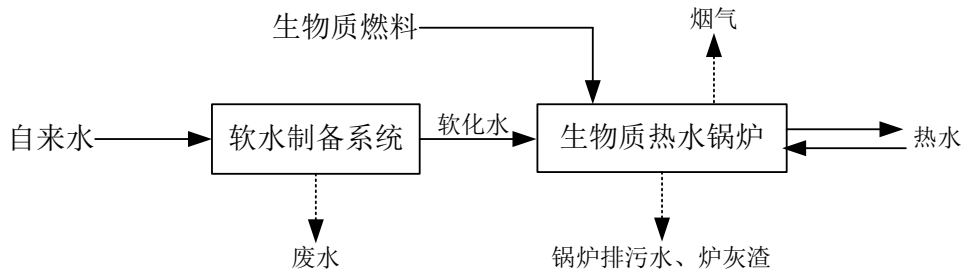 生物质燃料
烟气
自来水
软水制备系统
软化水
生物质热水锅炉
热水
废水
锅炉排污水、炉灰渣